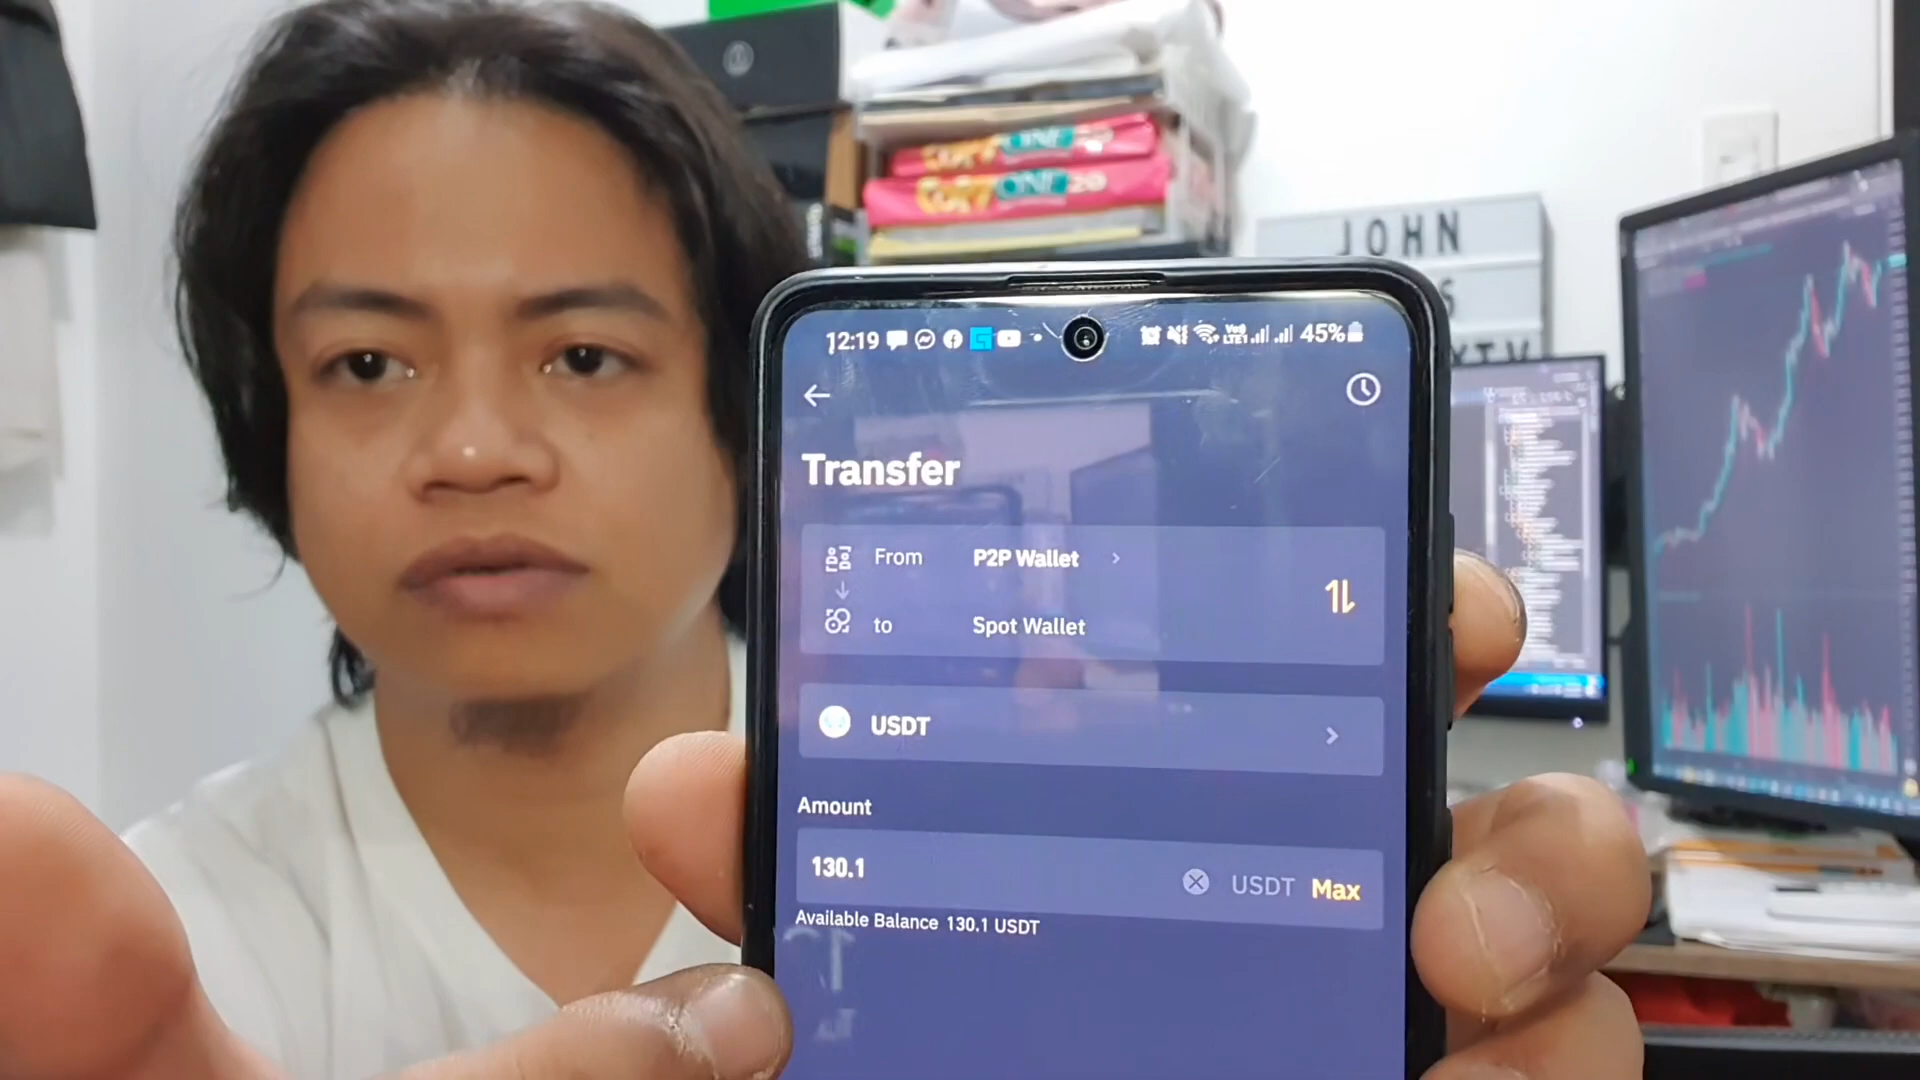 JOHN
12:19
45%
Transfer
From P2P Wallet
to Spot Wallet
USDT
Amount
130.1 USDT Max
Available Balance 130.1 USDT